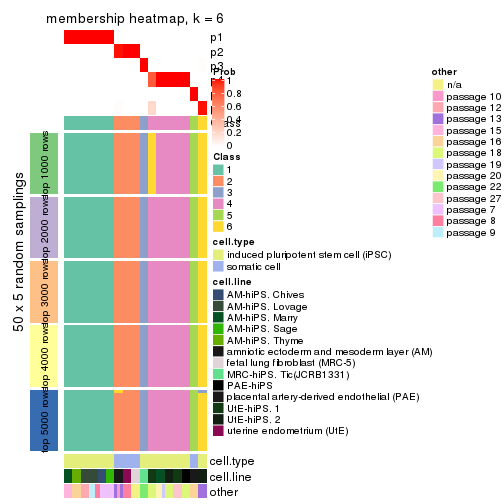 membership heatmap, k = 6
p1
p2
p3
p4
Prob
1
0.8
0.6
0.4
0.2
0
Class
1
2
3
4
5
6
50 x 5 random samplings
top 1000 rows
top 2000 rows
top 3000 rows
top 4000 rows
top 5000 rows
cell.type
induced pluripotent stem cell (iPSC)
somatic cell
cell.line
AM-hiPS. Chives
AM-hiPS. Lovage
AM-hiPS. Marry
AM-hiPS. Sage
AM-hiPS. Thyme
amniotic ectoderm and mesoderm layer (AM)
fetal lung fibroblast (MRC-5)
MRC-hiPS. Tic(JCRB1331)
PAE-hiPS
placental artery-derived endothelial (PAE)
UtE-hiPS. 1
UtE-hiPS. 2
uterine endometrium (UtE)
cell.type
cell.line
other
other
n/a
passage 10
passage 12
passage 13
passage 15
passage 16
passage 18
passage 19
passage 20
passage 22
passage 27
passage 7
passage 8
passage 9